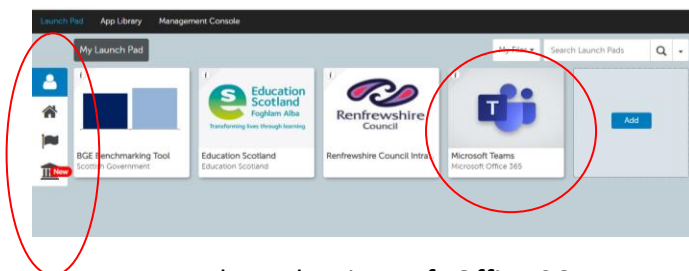 Launch Pad App Library Management Console
My Launch Pad My Files Search Launch Pads
i i i i
Education
Scotland
Foghlam Alba
Transforming lives through learning
Renfrewshire
Council
T
Add
New
BGE Benchmarking Tool Education Scotland Renfrewshire Council Intra Microsoft Teams
Scottish Government Education Scotland Microsoft Office 365